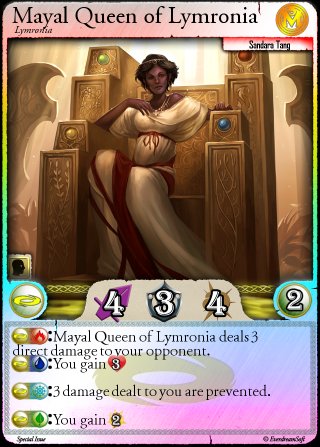 Mayal Queen of Lymronia
M
Lymronia
Sandaro Tang
4 3 4 2
:Mayal Queen of Lymronia deals 3
direct damage to your opponent.
:You gain 3
:3 damage dealt to you are prevented.
:You gain 2
Special Issue © EverdreamSoft